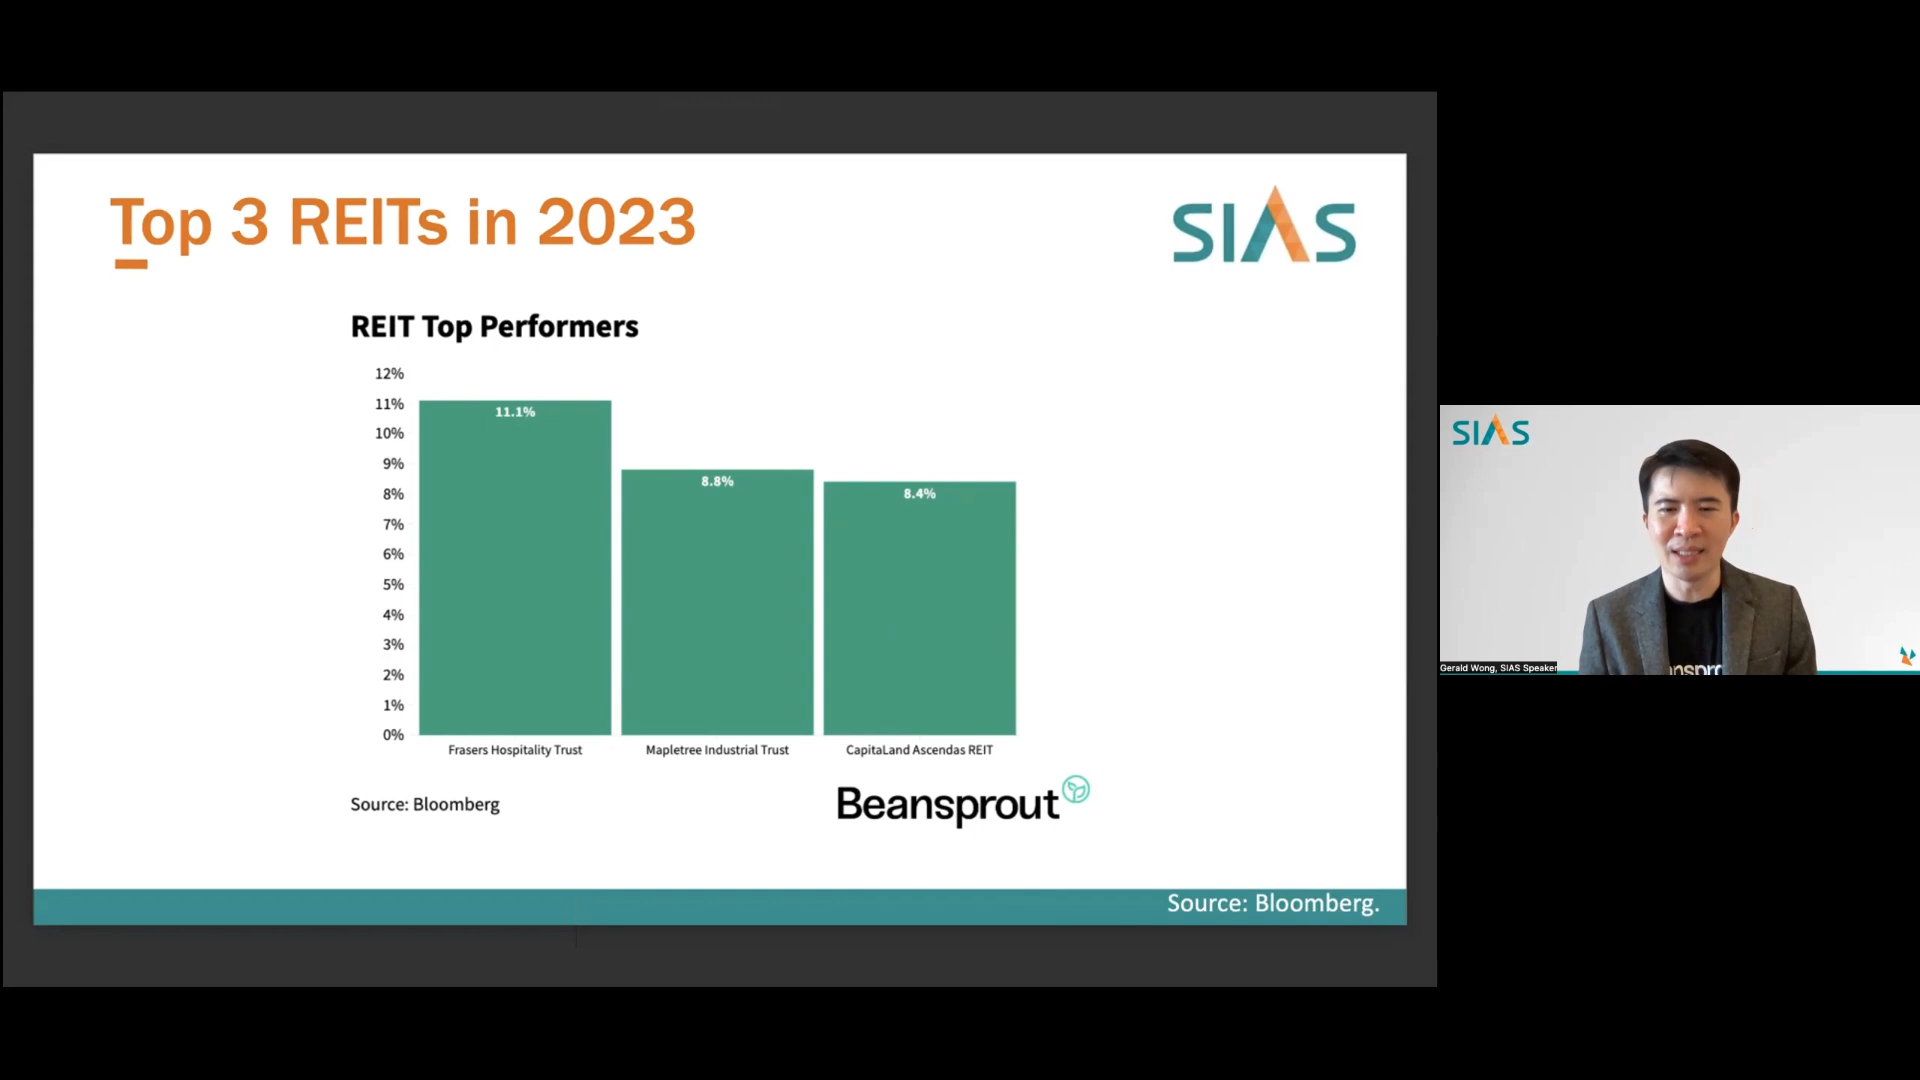 Top 3 REITs in 2023
SIAS
REIT Top Performers
12%
11%
10%
9%
8%
7%
6%
5%
4%
3%
2%
1%
0%
11.1%
8.8%
8.4%
Frasers Hospitality Trust
Mapletree Industrial Trust
CapitaLand Ascendas REIT
Source: Bloomberg
Beansprout
Source: Bloomberg.
SIAS
Gerald Wong, SIAS Speaker